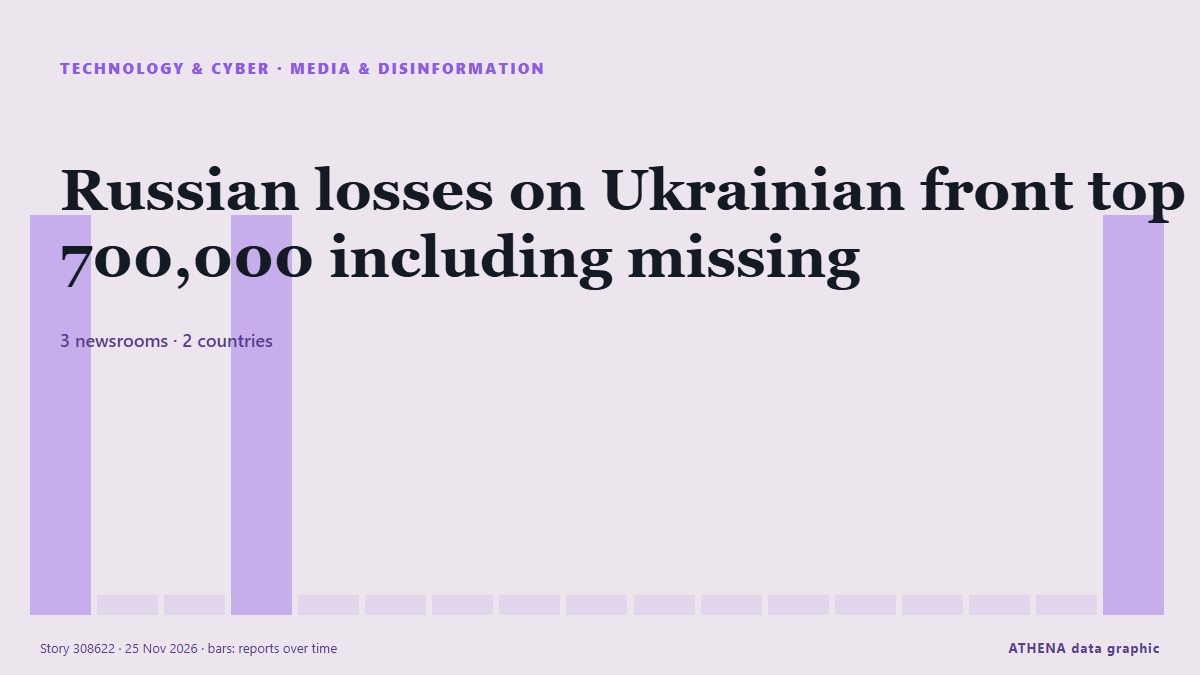 TECHNOLOGY & CYBER · MEDIA & DISINFORMATION
Russian losses on Ukrainian front top
700,000 including missing
3 newsrooms · 2 countries
Story 308622 · 25 Nov 2026 · bars: reports over time
ATHENA data graphic